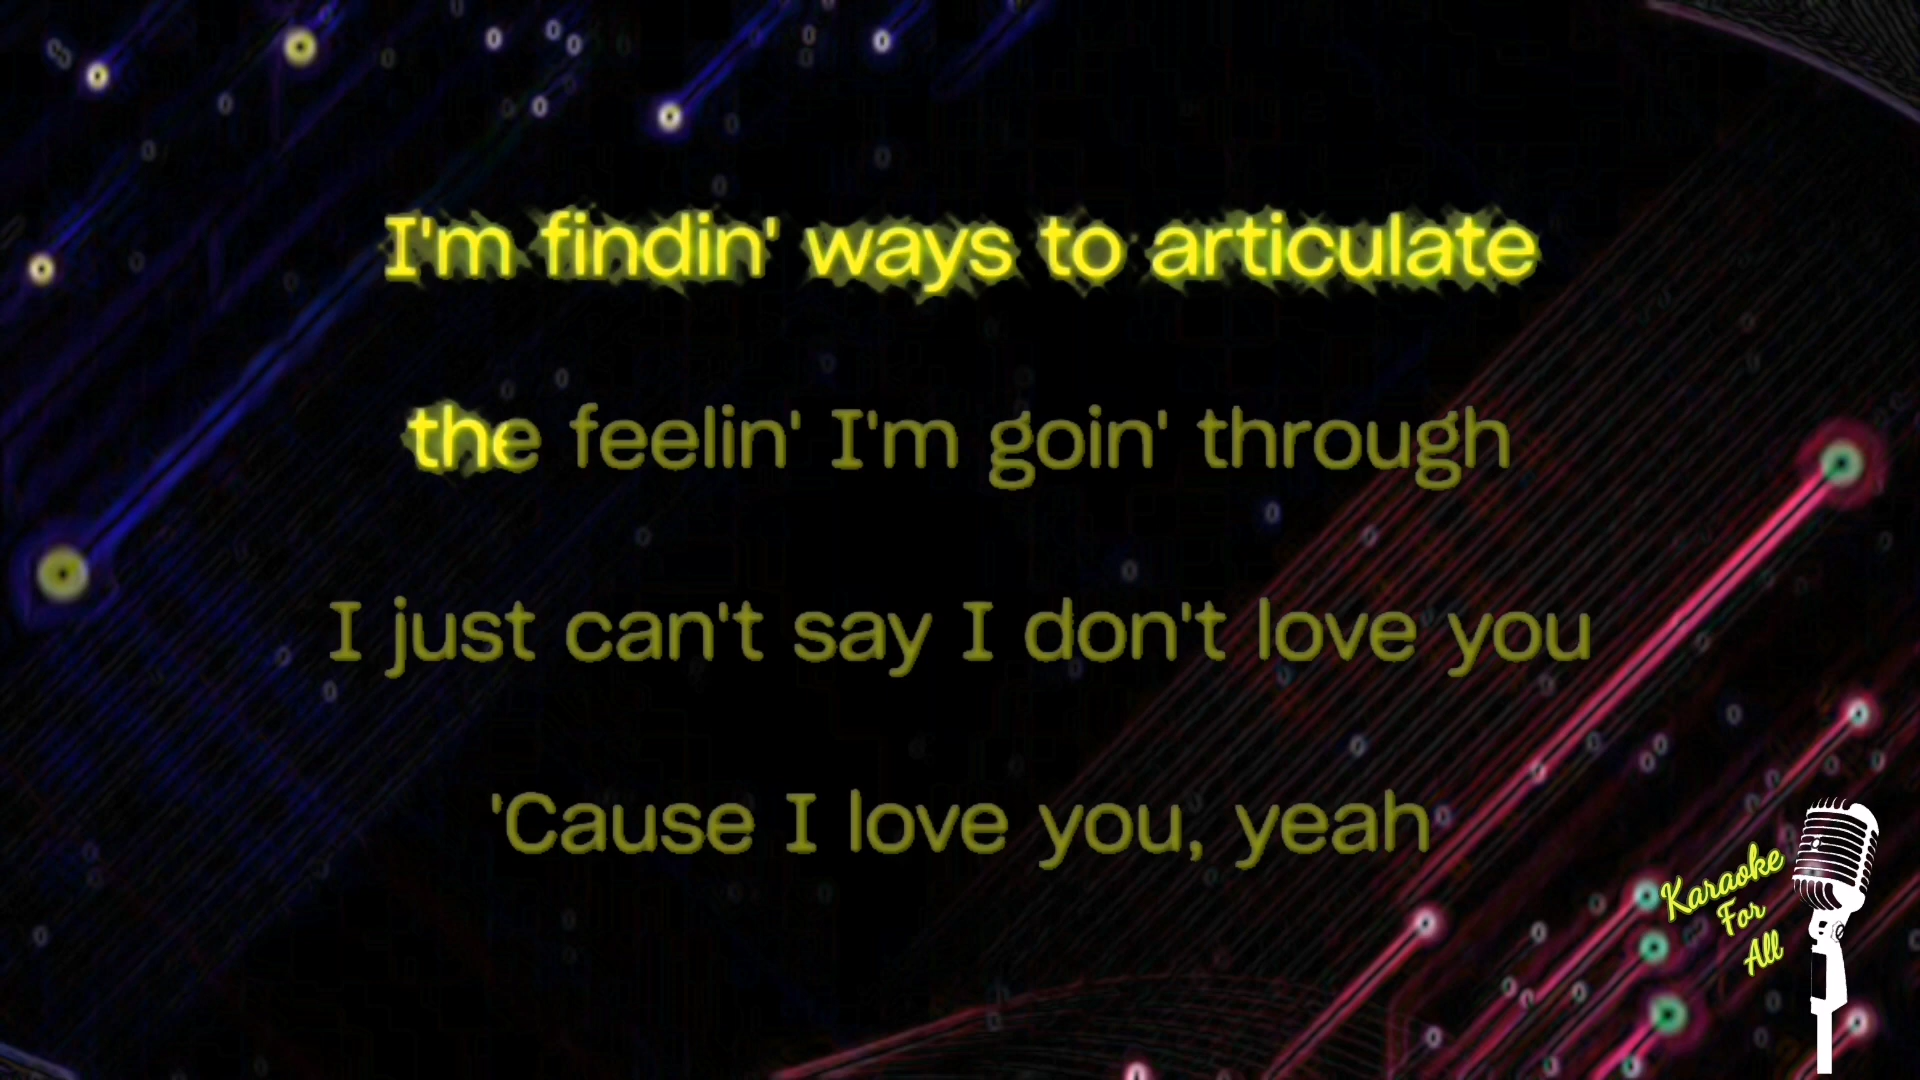 I'm findin' ways to articulate
the feelin' I'm goin' through
I just can't say I don't love you
'Cause I love you, yeah
Karaoke
For
All